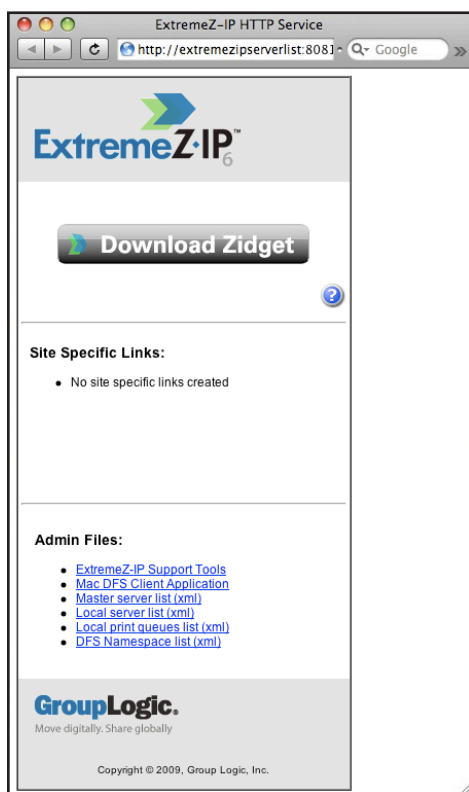 ExtremeZ-IP HTTP Service
http://extremezipserverlist:8081
Google
ExtremeZ·IP™
6
Download Zidget
?
Site Specific Links:
• No site specific links created
Admin Files:
• ExtremeZ-IP Support Tools
• Mac DFS Client Application
• Master server list (xml)
• Local server list (xml)
• Local print queues list (xml)
• DFS Namespace list (xml)
GroupLogic.
Move digitally. Share globally
Copyright © 2009, Group Logic, Inc.